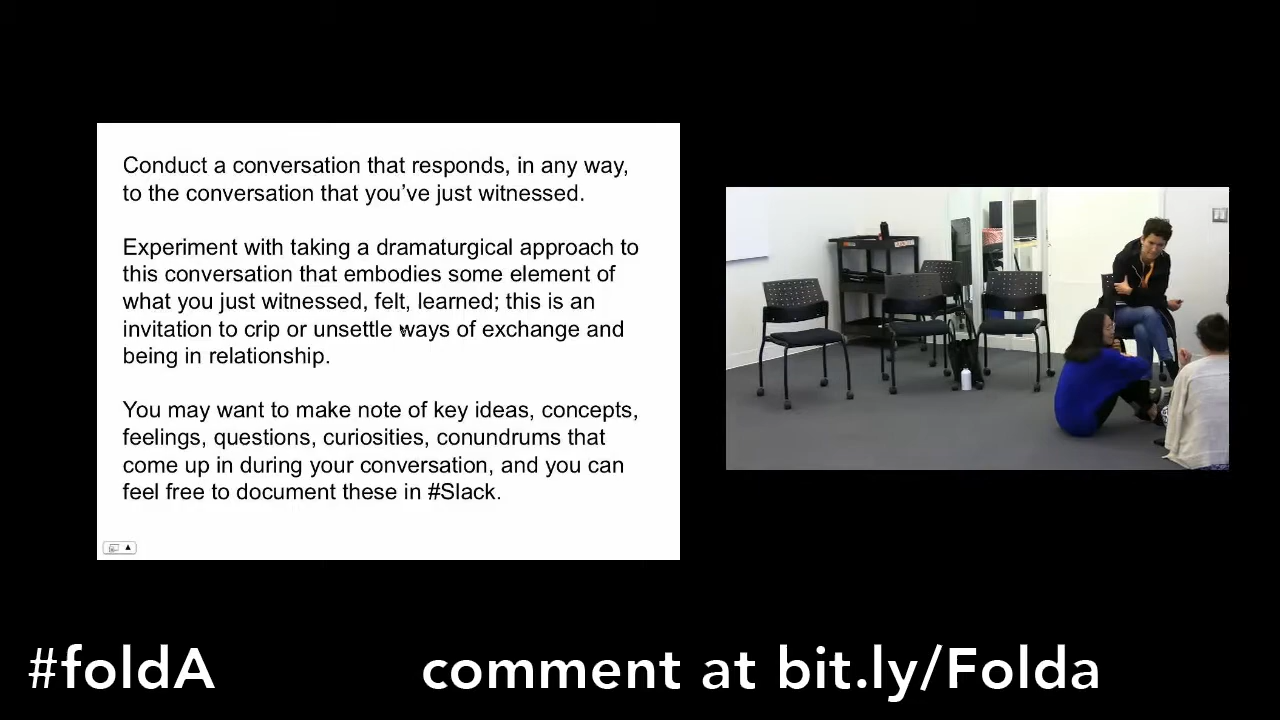 Conduct a conversation that responds, in any way,
to the conversation that you’ve just witnessed.
Experiment with taking a dramaturgical approach to
this conversation that embodies some element of
what you just witnessed, felt, learned; this is an
invitation to crip or unsettle ways of exchange and
being in relationship.
You may want to make note of key ideas, concepts,
feelings, questions, curiosities, conundrums that
come up in during your conversation, and you can
feel free to document these in #Slack.
#foldA
comment at bit.ly/Folda